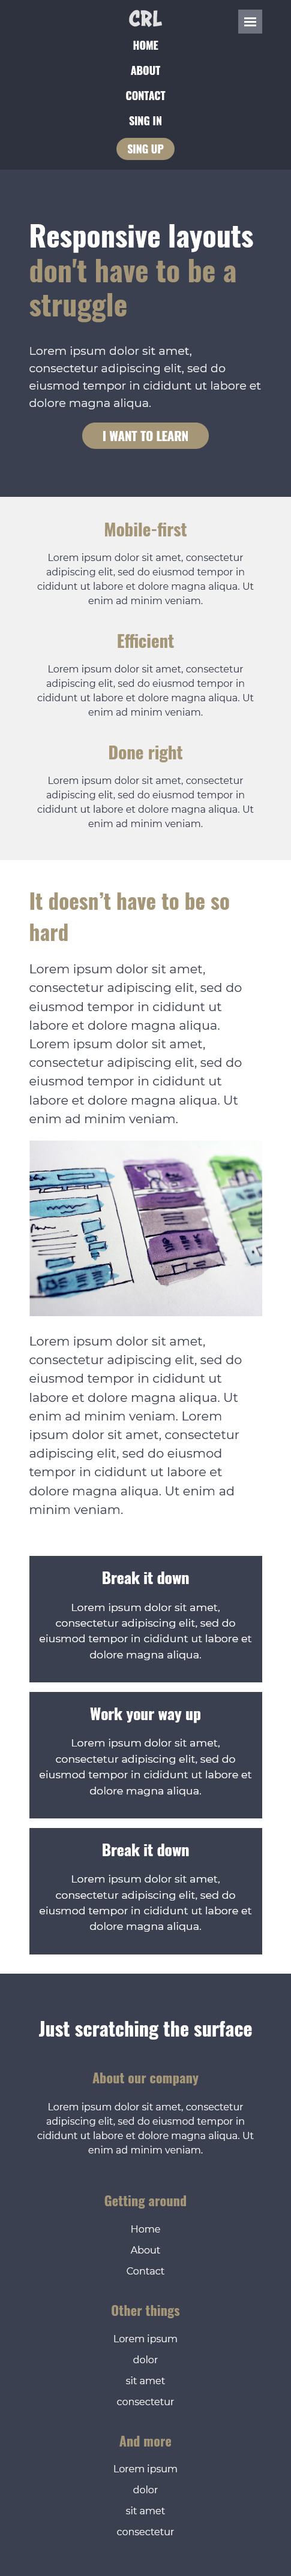 CRL
HOME
ABOUT
CONTACT
SING IN
SING UP
Responsive layouts
don't have to be a
struggle
Lorem ipsum dolor sit amet,
consectetur adipiscing elit, sed do
eiusmod tempor in cididunt ut labore et
dolore magna aliqua.
I WANT TO LEARN
Mobile-first
Lorem ipsum dolor sit amet, consectetur
adipiscing elit, sed do eiusmod tempor in
cididunt ut labore et dolore magna aliqua. Ut
enim ad minim veniam.
Efficient
Lorem ipsum dolor sit amet, consectetur
adipiscing elit, sed do eiusmod tempor in
cididunt ut labore et dolore magna aliqua. Ut
enim ad minim veniam.
Done right
Lorem ipsum dolor sit amet, consectetur
adipiscing elit, sed do eiusmod tempor in
cididunt ut labore et dolore magna aliqua. Ut
enim ad minim veniam.
It doesn’t have to be so
hard
Lorem ipsum dolor sit amet,
consectetur adipiscing elit, sed do
eiusmod tempor in cididunt ut
labore et dolore magna aliqua.
Lorem ipsum dolor sit amet,
consectetur adipiscing elit, sed do
eiusmod tempor in cididunt ut
labore et dolore magna aliqua. Ut
enim ad minim veniam.
Lorem ipsum dolor sit amet,
consectetur adipiscing elit, sed do
eiusmod tempor in cididunt ut
labore et dolore magna aliqua. Ut
enim ad minim veniam. Lorem
ipsum dolor sit amet, consectetur
adipiscing elit, sed do eiusmod
tempor in cididunt ut labore et
dolore magna aliqua. Ut enim ad
minim veniam.
Break it down
Lorem ipsum dolor sit amet,
consectetur adipiscing elit, sed do
eiusmod tempor in cididunt ut labore et
dolore magna aliqua.
Work your way up
Lorem ipsum dolor sit amet,
consectetur adipiscing elit, sed do
eiusmod tempor in cididunt ut labore et
dolore magna aliqua.
Break it down
Lorem ipsum dolor sit amet,
consectetur adipiscing elit, sed do
eiusmod tempor in cididunt ut labore et
dolore magna aliqua.
Just scratching the surface
About our company
Lorem ipsum dolor sit amet, consectetur
adipiscing elit, sed do eiusmod tempor in
cididunt ut labore et dolore magna aliqua. Ut
enim ad minim veniam.
Getting around
Home
About
Contact
Other things
Lorem ipsum
dolor
sit amet
consectetur
And more
Lorem ipsum
dolor
sit amet
consectetur